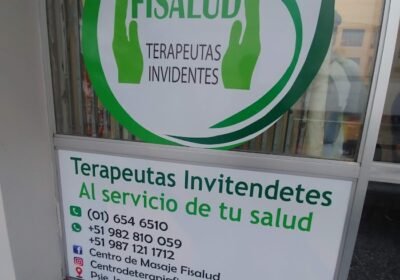 FISALUD
TERAPEUTAS
INVIDENTES
Terapeutas Invitendetes
Al servicio de tu salud
(01) 654 6510
+51 982 810 059
+51 987 121 1712
Centro de Masaje Fisalud